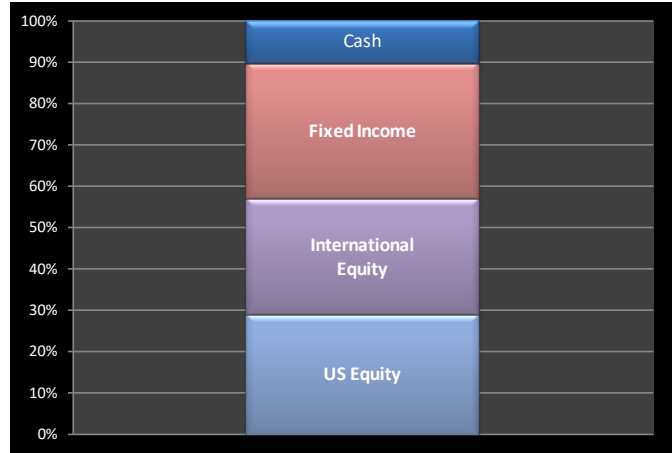 100%
90%
80%
70%
60%
50%
40%
30%
20%
10%
0%
Cash
Fixed Income
International
Equity
US Equity